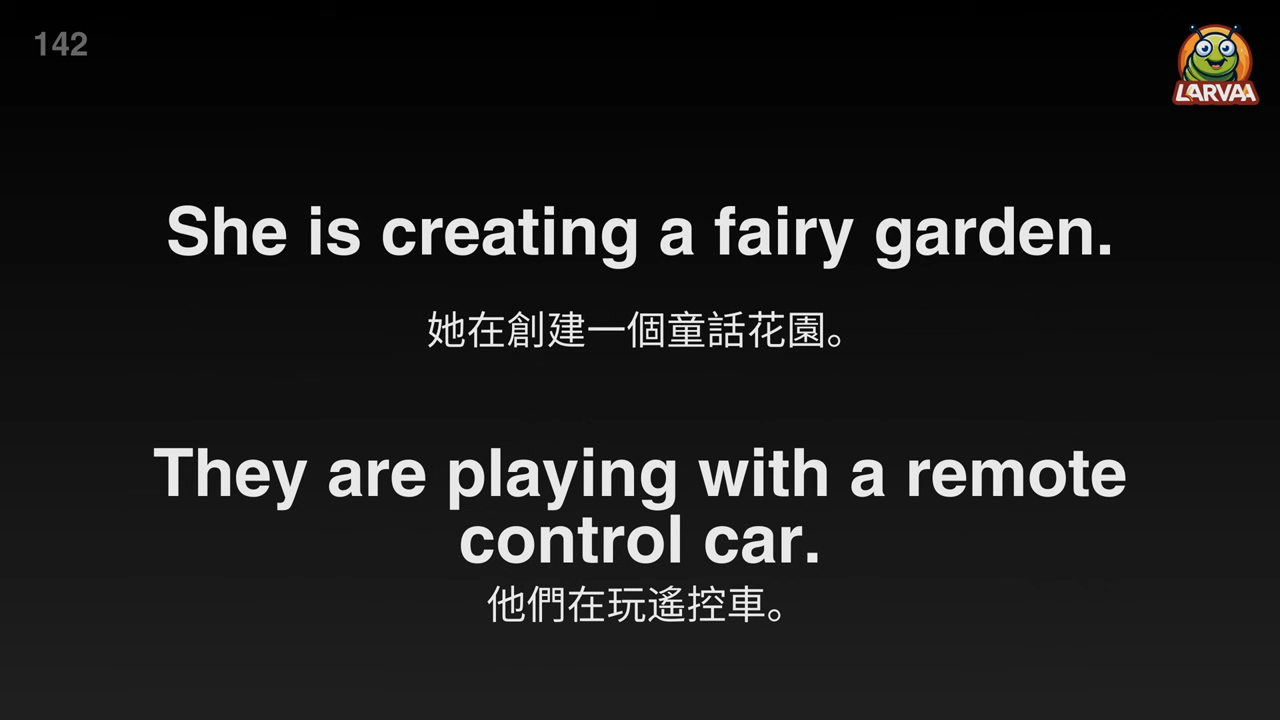 142
LARVAA
She is creating a fairy garden.
她在創建一個童話花園。
They are playing with a remote
control car.
他們在玩遙控車。